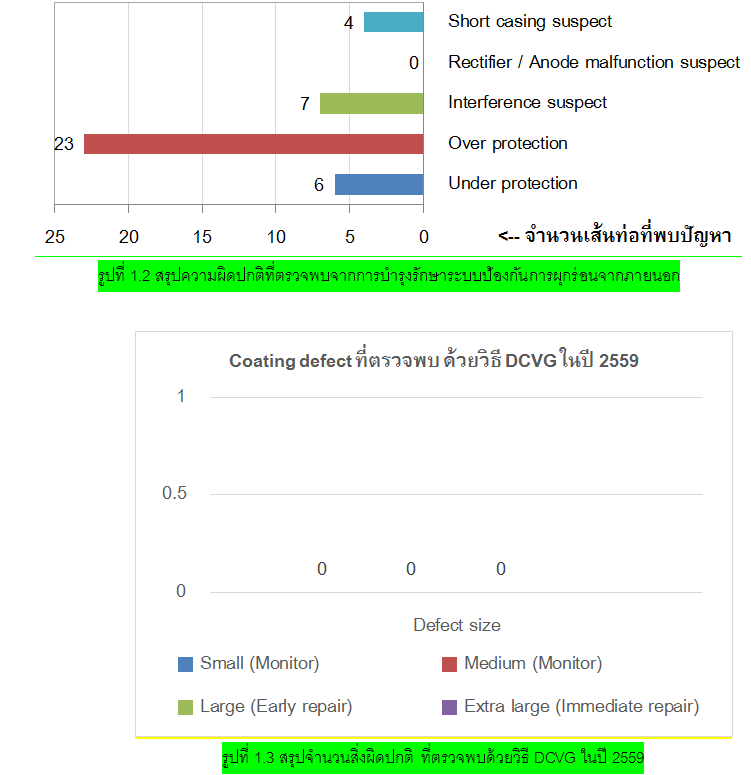 4 Short casing suspect
0 Rectifier / Anode malfunction suspect
7 Interference suspect
23 Over protection
6 Under protection
25 20 15 10 5 0 <-- จำนวนเส้นท่อที่พบปัญหา
รูปที่ 1.2 สรุปความผิดปกติที่ตรวจพบจากการบำรุงรักษาระบบป้องกันการผุกร่อนจากภายนอก
Coating defect ที่ตรวจพบ ด้วยวิธี DCVG ในปี 2559
1
0.5
0 0 0
0
Defect size
Small (Monitor) Medium (Monitor)
Large (Early repair) Extra large (Immediate repair)
รูปที่ 1.3 สรุปจำนวนสิ่งผิดปกติ ที่ตรวจพบด้วยวิธี DCVG ในปี 2559